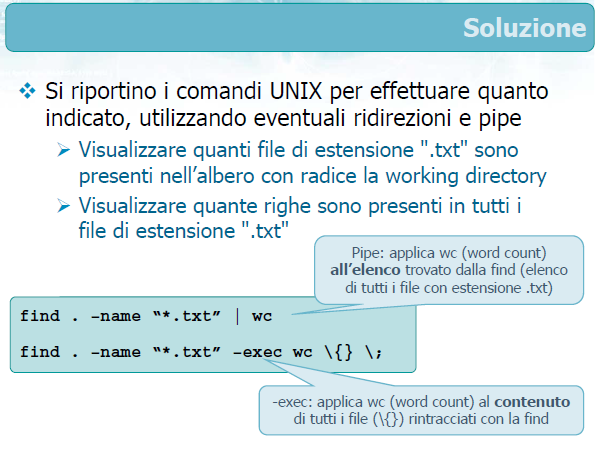 Soluzione
❖ Si riportino i comandi UNIX per effettuare quanto
indicato, utilizzando eventuali ridirezioni e pipe
➢ Visualizzare quanti file di estensione ".txt" sono
presenti nell'albero con radice la working directory
➢ Visualizzare quante righe sono presenti in tutti i
file di estensione ".txt"
Pipe: applica wc (word count)
all'elenco trovato dalla find (elenco
di tutti i file con estensione .txt)
find . –name “*.txt” | wc
find . –name “*.txt” –exec wc \{} \;
-exec: applica wc (word count) al contenuto
di tutti i file (\{}) rintracciati con la find